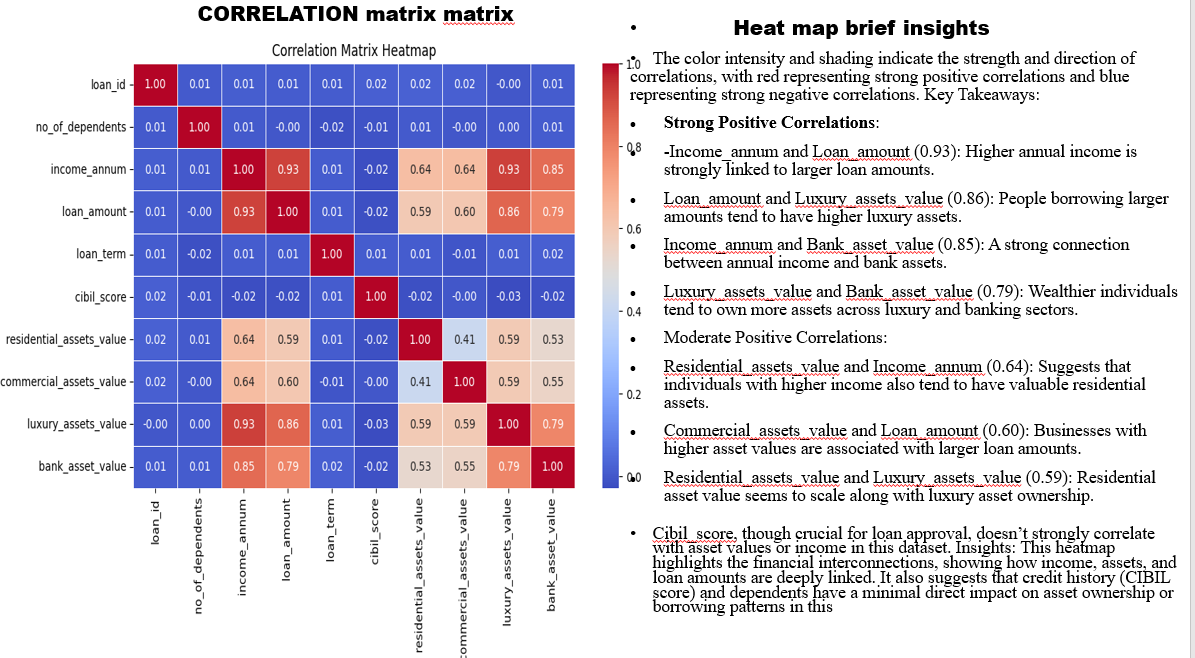 CORRELATION matrix matrix
Correlation Matrix Heatmap
loan_id 1.00 0.01 0.01 0.01 0.01 0.02 0.02 0.02 -0.00 0.01
no_of_dependents 0.01 1.00 0.01 -0.00 -0.02 -0.01 0.01 -0.00 0.00 0.01
income_annum 0.01 0.01 1.00 0.93 0.01 -0.02 0.64 0.64 0.93 0.85
loan_amount 0.01 -0.00 0.93 1.00 0.01 -0.02 0.59 0.60 0.86 0.79
loan_term 0.01 -0.02 0.01 0.01 1.00 0.01 0.01 -0.01 0.01 0.02
cibil_score 0.02 -0.01 -0.02 -0.02 0.01 1.00 -0.02 -0.00 -0.03 -0.02
residential_assets_value 0.02 0.01 0.64 0.59 0.01 -0.02 1.00 0.41 0.59 0.53
commercial_assets_value 0.02 -0.00 0.64 0.60 -0.01 -0.00 0.41 1.00 0.59 0.55
luxury_assets_value -0.00 0.00 0.93 0.86 0.01 -0.03 0.59 0.59 1.00 0.79
bank_asset_value 0.01 0.01 0.85 0.79 0.02 -0.02 0.53 0.55 0.79 1.00
loan_id
no_of_dependents
income_annum
loan_amount
loan_term
cibil_score
residential_assets_value
commercial_assets_value
luxury_assets_value
bank_asset_value
1.0
0.8
0.6
0.4
0.2
0.0
Heat map brief insights
The color intensity and shading indicate the strength and direction of
correlations, with red representing strong positive correlations and blue
representing strong negative correlations. Key Takeaways:
Strong Positive Correlations:
-Income_annum and Loan_amount (0.93): Higher annual income is
strongly linked to larger loan amounts.
Loan_amount and Luxury_assets_value (0.86): People borrowing larger
amounts tend to have higher luxury assets.
Income_annum and Bank_asset_value (0.85): A strong connection
between annual income and bank assets.
Luxury_assets_value and Bank_asset_value (0.79): Wealthier individuals
tend to own more assets across luxury and banking sectors.
Moderate Positive Correlations:
Residential_assets_value and Income_annum (0.64): Suggests that
individuals with higher income also tend to have valuable residential
assets.
Commercial_assets_value and Loan_amount (0.60): Businesses with
higher asset values are associated with larger loan amounts.
Residential_assets_value and Luxury_assets_value (0.59): Residential
asset value seems to scale along with luxury asset ownership.
Cibil_score, though crucial for loan approval, doesn’t strongly correlate
with asset values or income in this dataset. Insights: This heatmap
highlights the financial interconnections, showing how income, assets, and
loan amounts are deeply linked. It also suggests that credit history (CIBIL
score) and dependents have a minimal direct impact on asset ownership or
borrowing patterns in this